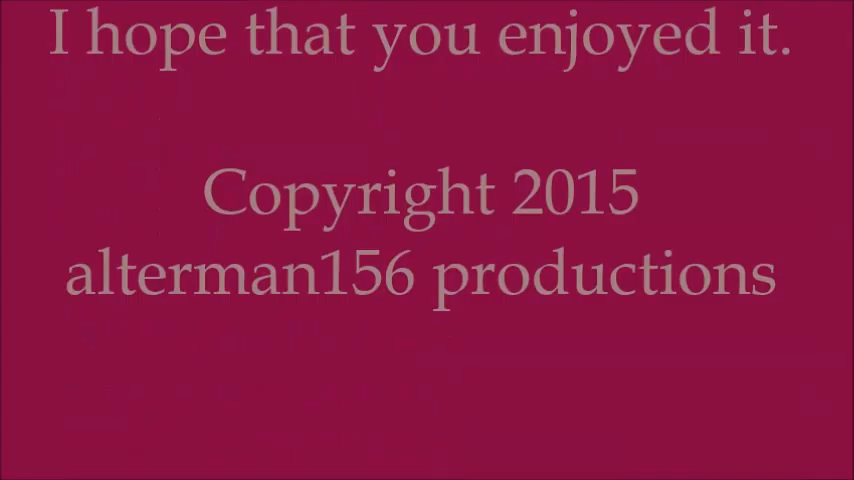 I hope that you enjoyed it.
Copyright 2015
alterman156 productions